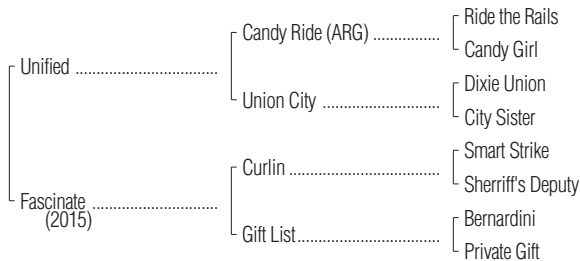 Ride the Rails
Candy Ride (ARG) ................
Candy Girl
Unified ..................................
Dixie Union
Union City ............................
City Sister
Smart Strike
Curlin ....................................
Sherriff's Deputy
Fascinate ..............................
(2015)
Bernardini
Gift List..................................
Private Gift